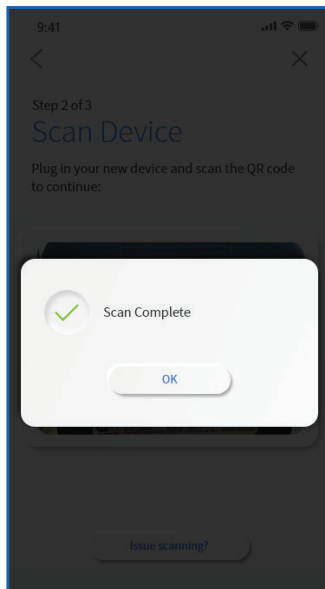 9:41
Step 2 of 3
Scan Device
Plug in your new device and scan the QR code
to continue:
Scan Complete
OK
Issue scanning?